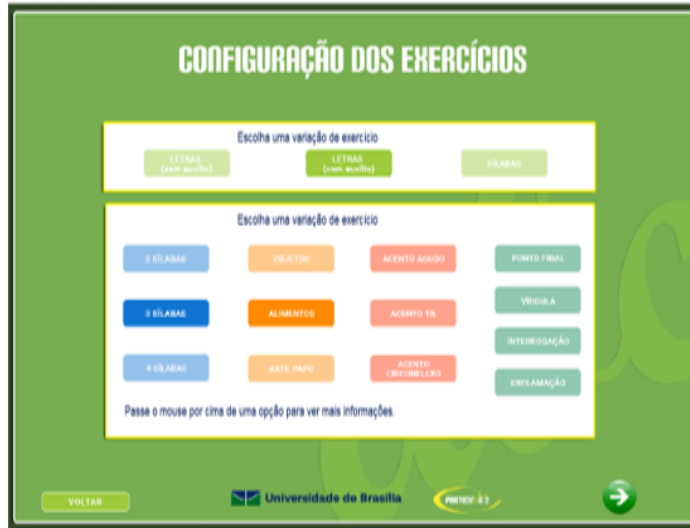 CONFIGURAÇÃO DOS EXERCÍCIOS
Escolha uma variação de exercício
LETRAS
(com auxílio)
LETRAS
(com auxílio)
SÍLABAS
Escolha uma variação de exercício
2 SÍLABAS
OBJETOS
ACENTO AGUDO
PONTO FINAL
3 SÍLABAS
ALIMENTOS
ACENTO TIL
VÍRGULA
INTERROGAÇÃO
4 SÍLABAS
BATE PAPO
ACENTO
CIRCUNFLEXO
EXCLAMAÇÃO
Passe o mouse por cima de uma opção para ver mais informações.
VOLTAR
Universidade de Brasília